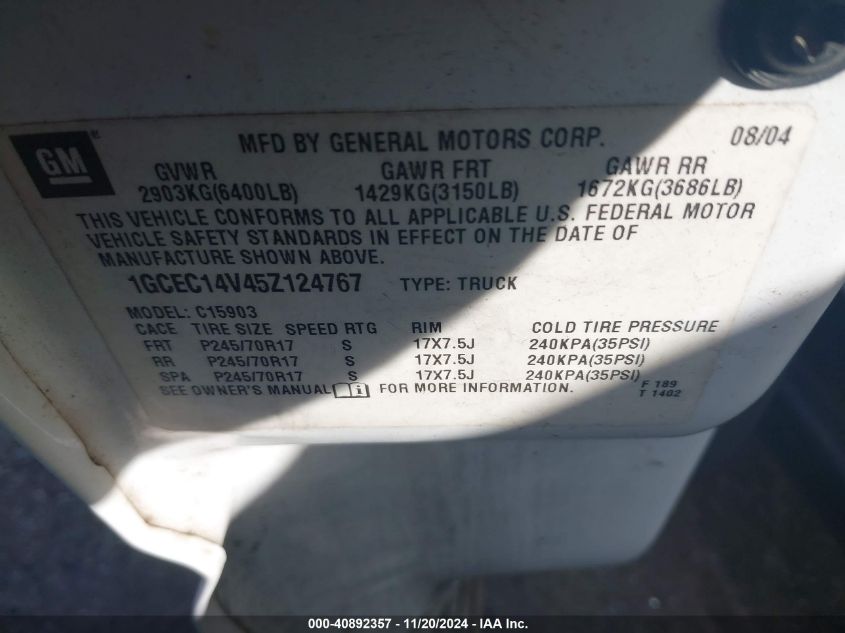 GM® MFD BY GENERAL MOTORS CORP. 08/04
GVWR GAWR FRT GAWR RR
2903KG(6400LB) 1429KG(3150LB) 1672KG(3686LB)
THIS VEHICLE CONFORMS TO ALL APPLICABLE U.S. FEDERAL MOTOR
VEHICLE SAFETY STANDARDS IN EFFECT ON THE DATE OF
MANUFACTURE SHOWN ABOVE.
1GCEC14V45Z124767 TYPE: TRUCK
MODEL: C15903
CACE TIRE SIZE SPEED RTG RIM COLD TIRE PRESSURE
FRT P245/70R17 S 17X7.5J 240KPA(35PSI)
RR P245/70R17 S 17X7.5J 240KPA(35PSI)
SPA P245/70R17 S 17X7.5J 240KPA(35PSI)
SEE OWNER'S MANUAL FOR MORE INFORMATION.
F 189
T 1402
000-40892357 - 11/20/2024 - IAA Inc.